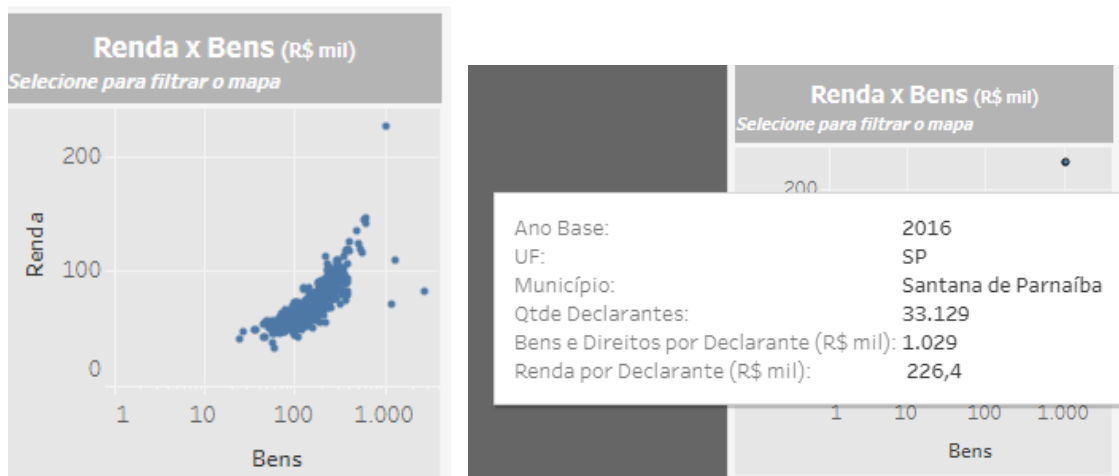 Renda x Bens (R$ mil)
Selecione para filtrar o mapa
200
Renda
100
0
1
10
100
1.000
Bens
Renda x Bens (R$ mil)
Selecione para filtrar o mapa
200
Ano Base: 2016
UF: SP
Município: Santana de Parnaíba
Qtde Declarantes: 33.129
Bens e Direitos por Declarante (R$ mil): 1.029
Renda por Declarante (R$ mil): 226,4
1
10
100
1.000
Bens